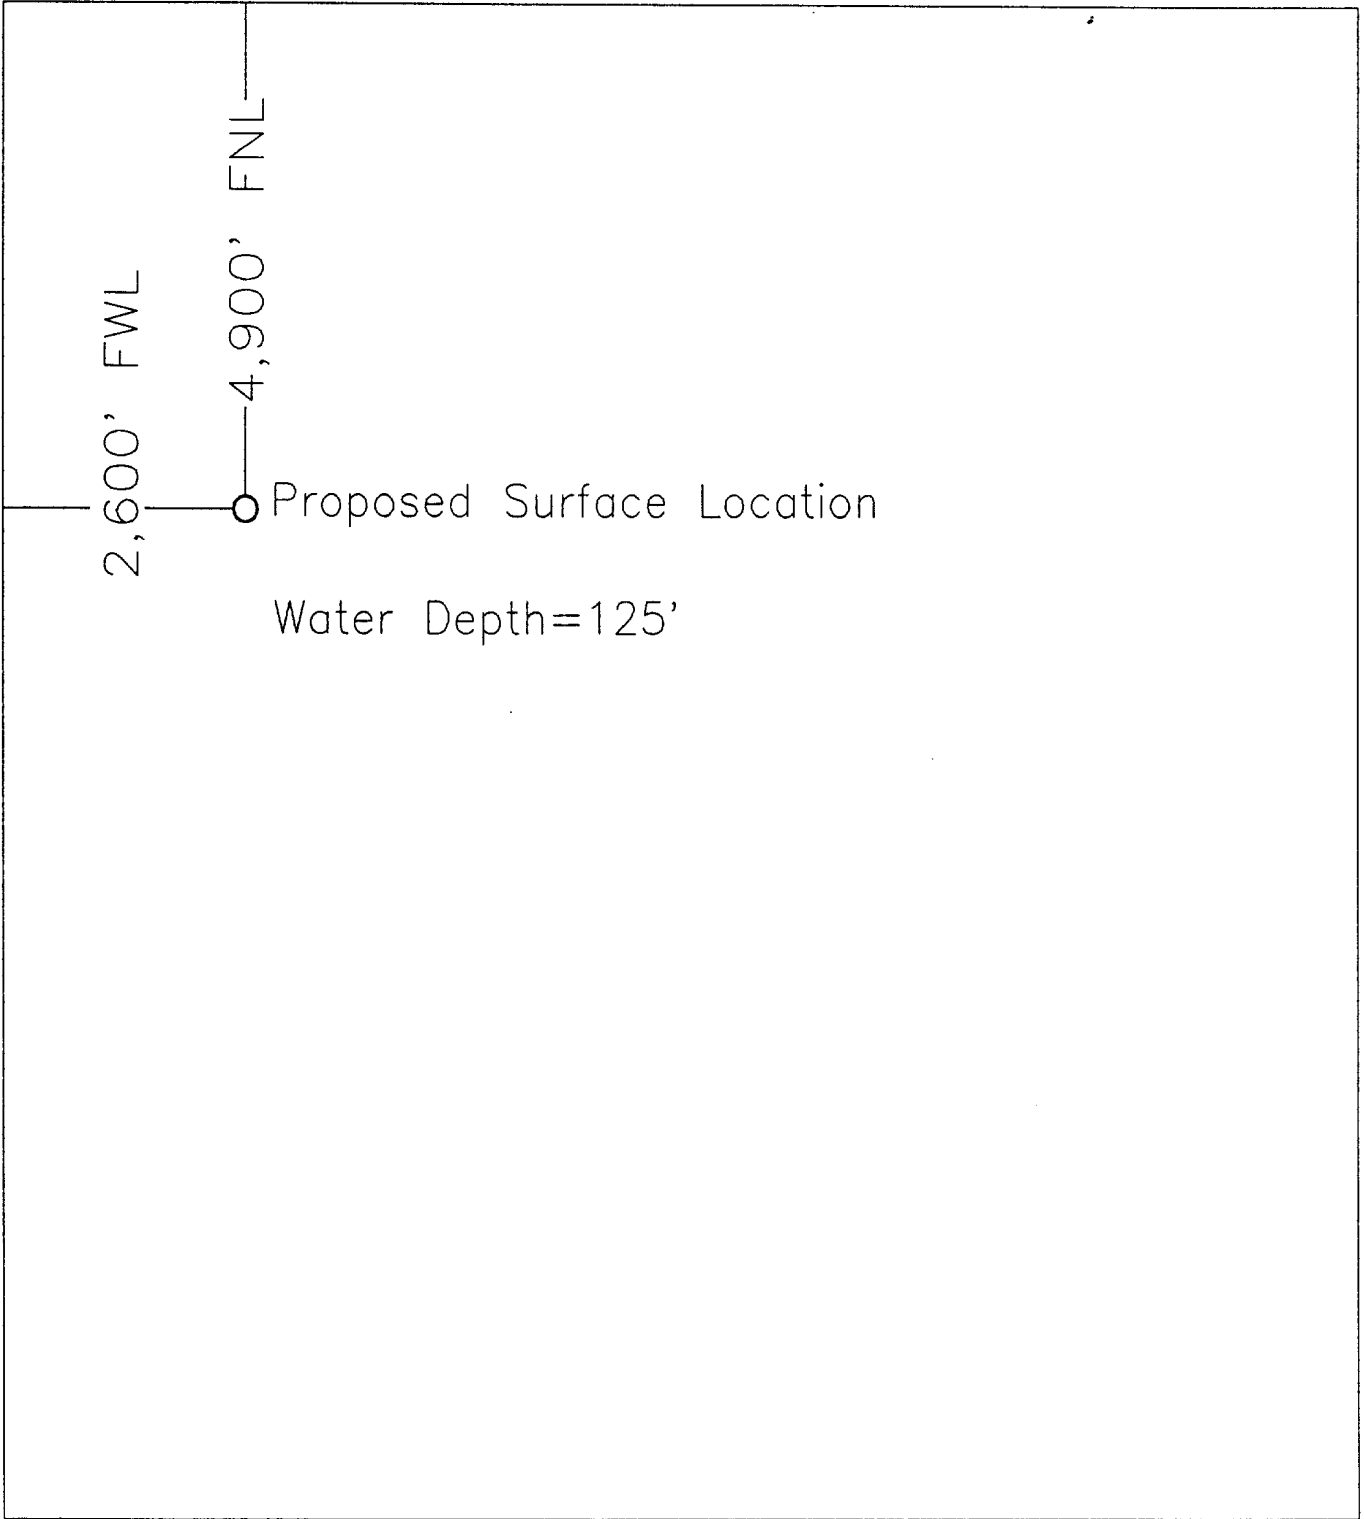 4,900' FNL
2,600' FWL
Proposed Surface Location
Water Depth=125'